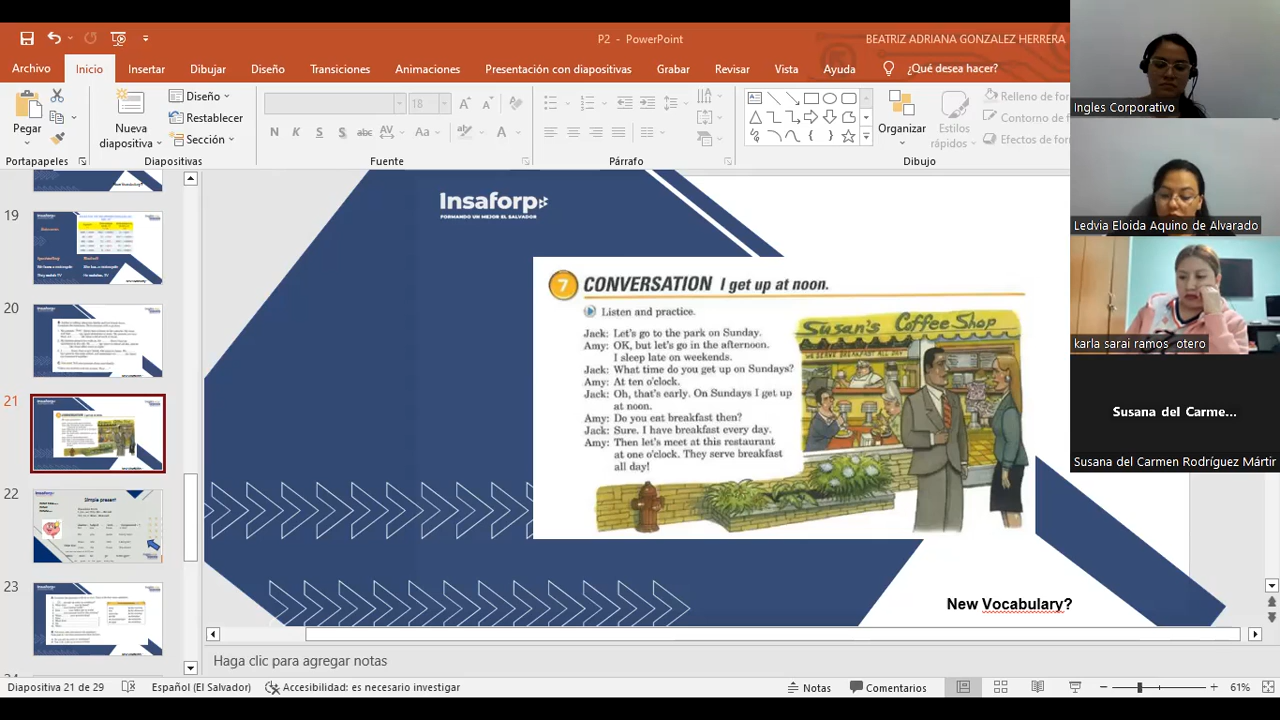 P2 - PowerPoint
BEATRIZ ADRIANA GONZALEZ HERRERA
Archivo
Inicio
Insertar
Dibujar
Diseño
Transiciones
Animaciones
Presentación con diapositivas
Grabar
Revisar
Vista
Ayuda
¿Qué desea hacer?
Pegar
Nueva
diapositiva
Diseño
Restablecer
Sección
18
N K S S abc AV Aa A
Organizar
Estilos
rápidos
Relleno de for
Contorno de f
Efectos de for
Portapapeles
Diapositivas
Fuente
Párrafo
Dibujo
19
20
21
22
23
Insaforp
FORMANDO UN MEJOR EL SALVADOR
7 CONVERSATION I get up at noon.
Listen and practice.
Jack: Let's go to the park on Sunday.
Amy: OK, but let's go in the afternoon.
I sleep late on weekends.
Jack: What time do you get up on Sundays?
Amy: At ten o'clock.
Jack: Oh, that's early. On Sundays I get up
at noon.
Amy: Do you eat breakfast then?
Jack: Sure. I have breakfast every day.
Amy: Then let's meet at this restaurant
at one o'clock. They serve breakfast
all day!
New Vocabulary?
Haga clic para agregar notas
Diapositiva 21 de 29
Español (El Salvador)
Accesibilidad: es necesario investigar
Notas
Comentarios
61%
Ingles Corporativo
Ledvia Eloida Aquino de Alvarado
karla sarai ramos otero
Susana del Carme...
Susana del Carmen Rodríguez Mártir